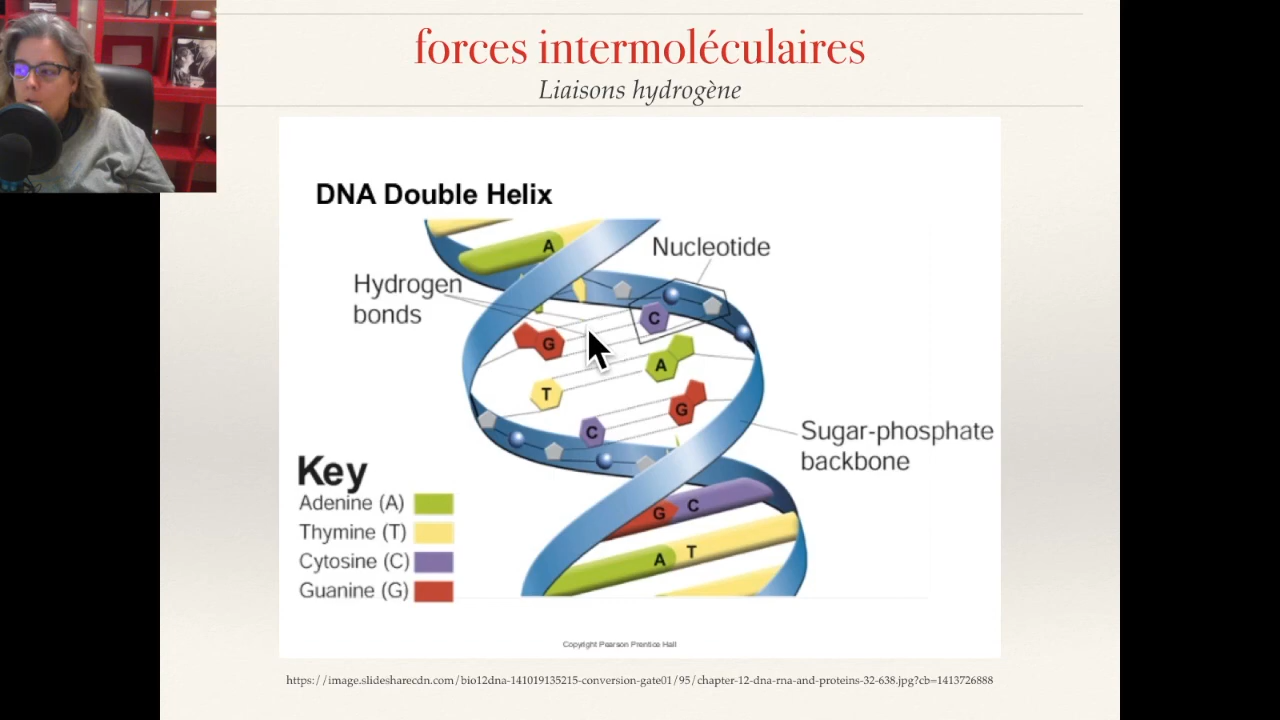 forces intermoléculaires
Liaisons hydrogène
DNA Double Helix
A
Nucleotide
Hydrogen
bonds
C
G
A
T
G
C
Sugar-phosphate
backbone
Key
Adenine (A)
Thymine (T)
Cytosine (C)
Guanine (G)
G C
A T
Copyright Pearson Prentice Hall
https://image.slidesharecdn.com/bio12dna-141019135215-conversion-gate01/95/chapter-12-dna-rna-and-proteins-32-638.jpg?cb=1413726888